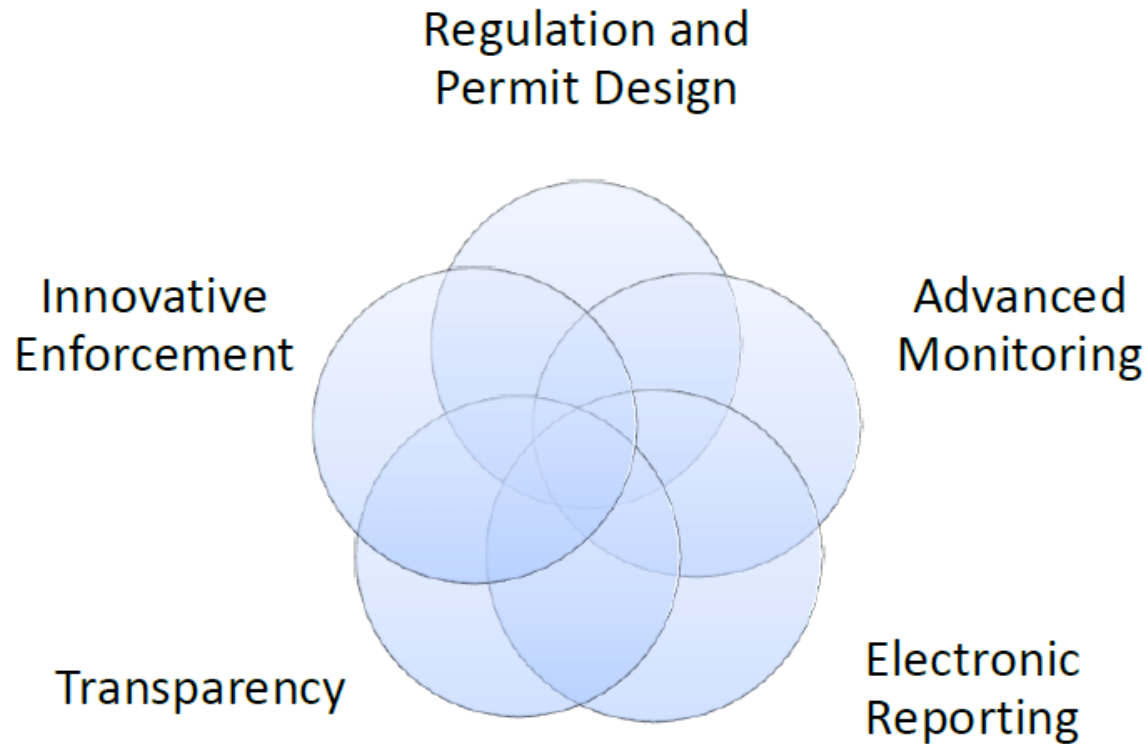 Regulation and
Permit Design
Innovative
Enforcement
Advanced
Monitoring
Transparency
Electronic
Reporting